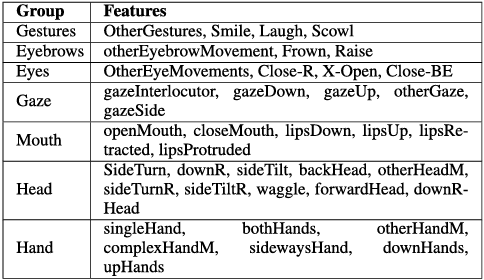 Group Features
Gestures OtherGestures, Smile, Laugh, Scowl
Eyebrows otherEyebrowMovement, Frown, Raise
Eyes OtherEyeMovements, Close-R, X-Open, Close-BE
Gaze gazeInterlocutor, gazeDown, gazeUp, otherGaze,
gazeSide
Mouth openMouth, closeMouth, lipsDown, lipsUp, lipsRe-
tracted, lipsProtruded
Head SideTurn, downR, sideTilt, backHead, otherHeadM,
sideTurnR, sideTiltR, waggle, forwardHead, downR-
Head
Hand singleHand, bothHands, otherHandM,
complexHandM, sidewaysHand, downHands,
upHands